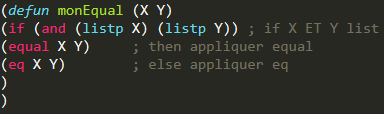 (defun monEqual (X Y)
(if (and (listp X) (listp Y)) ; if X ET Y list
(equal X Y) ; then appliquer equal
(eq X Y) ; else appliquer eq
)
)